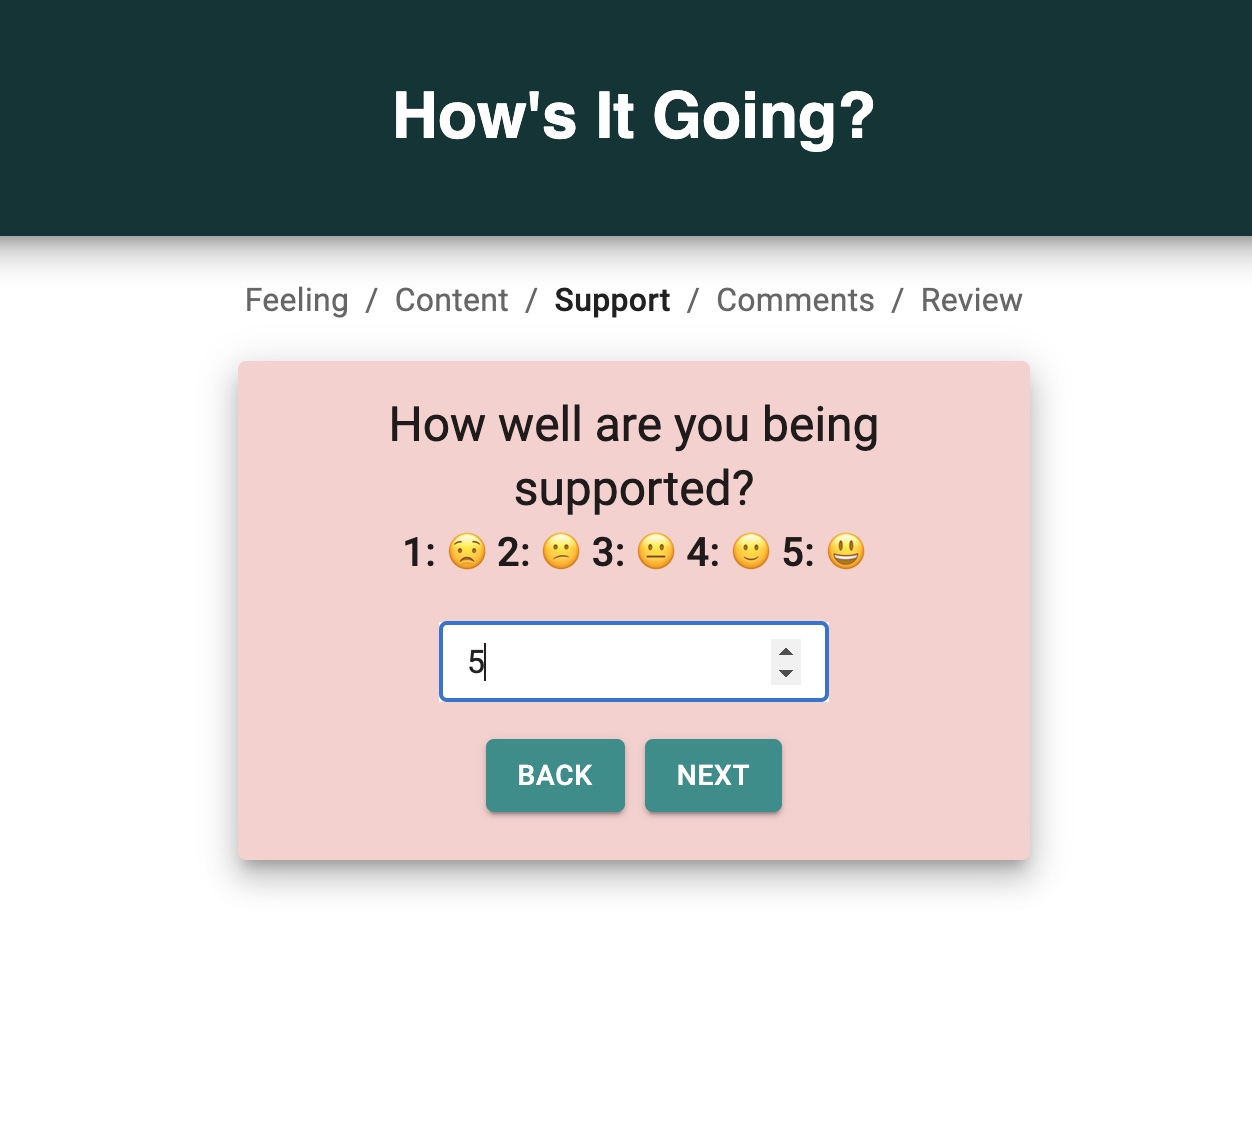 How's It Going?
Feeling / Content / Support / Comments / Review
How well are you being
supported?
1: 😟 2: 😕 3: 😐 4: 🙂 5: 😃
5
BACK NEXT